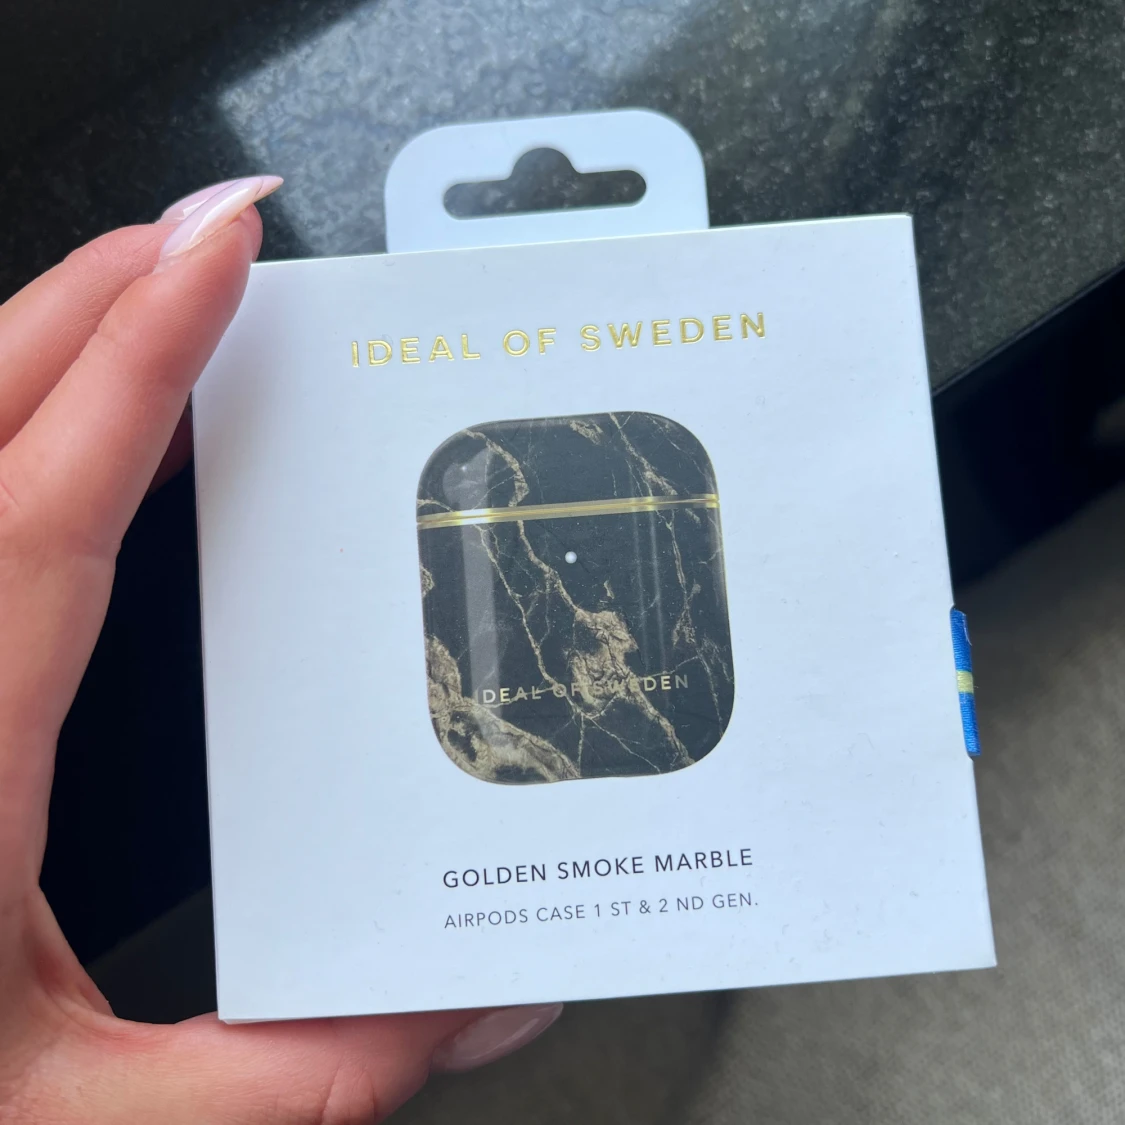 IDEAL OF SWEDEN
IDEAL OF SWEDEN
GOLDEN SMOKE MARBLE
AIRPODS CASE 1 ST & 2 ND GEN.